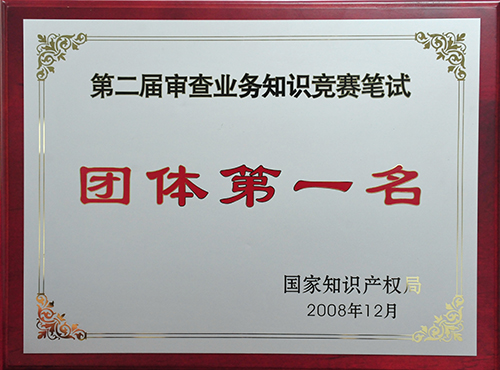 第二届审查业务知识竞赛笔试
团体第一名
国家知识产权局
2008年12月